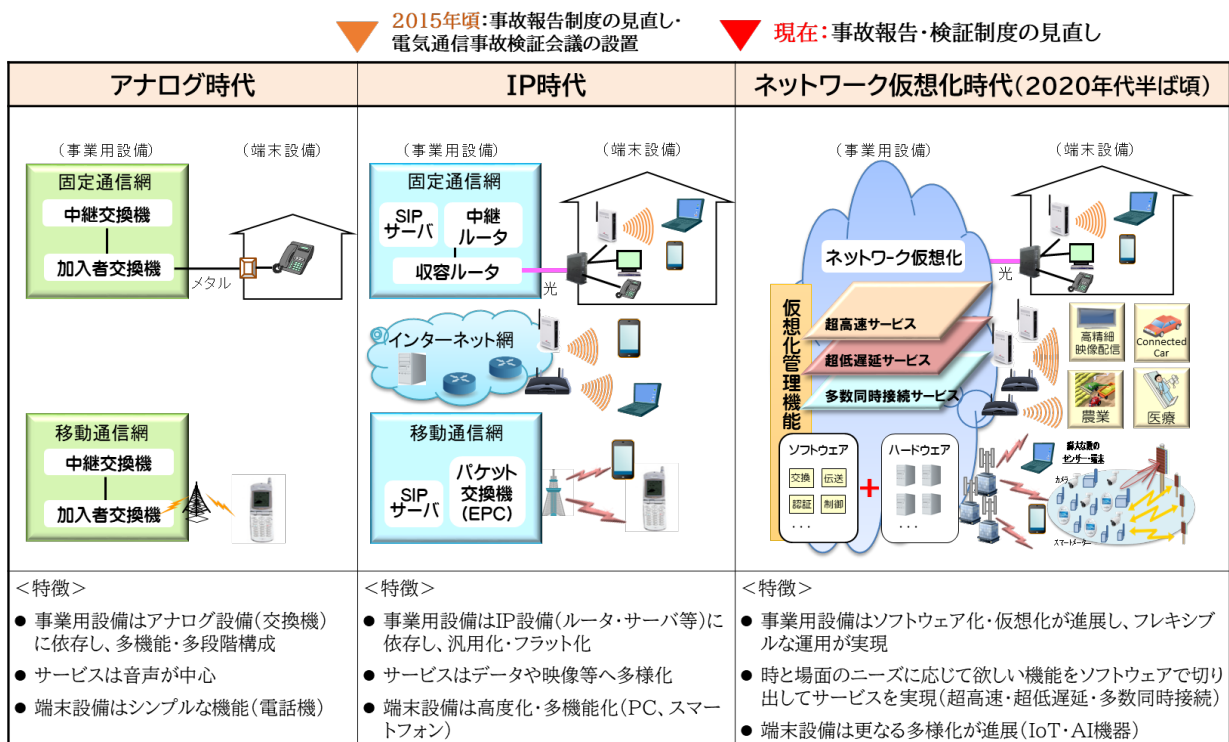 2015年頃:事故報告制度の見直し・
電気通信事故検証会議の設置
現在:事故報告・検証制度の見直し
アナログ時代
IP時代
ネットワーク仮想化時代(2020年代半ば頃)
(事業用設備)
(端末設備)
固定通信網
中継交換機
加入者交換機
メタル
移動通信網
中継交換機
加入者交換機
(事業用設備)
(端末設備)
固定通信網
SIP
サーバ
中継
ルータ
収容ルータ
光
インターネット網
移動通信網
SIP
サーバ
パケット
交換機
(EPC)
(事業用設備)
(端末設備)
ネットワーク仮想化
光
仮想化管理機能
超高速サービス
超低遅延サービス
多数同時接続サービス
高精細
映像配信
Connected
Car
農業
医療
ソフトウェア
交換
伝送
認証
制御
・・・
ハードウェア
・・・
膨大な数の
センサー・端末
カメラ
スマートメーター
<特徴>
● 事業用設備はアナログ設備(交換機)
に依存し、多機能・多段階構成
● サービスは音声が中心
● 端末設備はシンプルな機能(電話機)
<特徴>
● 事業用設備はIP設備(ルータ・サーバ等)に
依存し、汎用化・フラット化
● サービスはデータや映像等へ多様化
● 端末設備は高度化・多機能化(PC、スマー
トフォン)
<特徴>
● 事業用設備はソフトウェア化・仮想化が進展し、フレキシブ
ルな運用が実現
● 時と場面のニーズに応じて欲しい機能をソフトウェアで切り
出してサービスを実現(超高速・超低遅延・多数同時接続)
● 端末設備は更なる多様化が進展(IoT・AI機器)